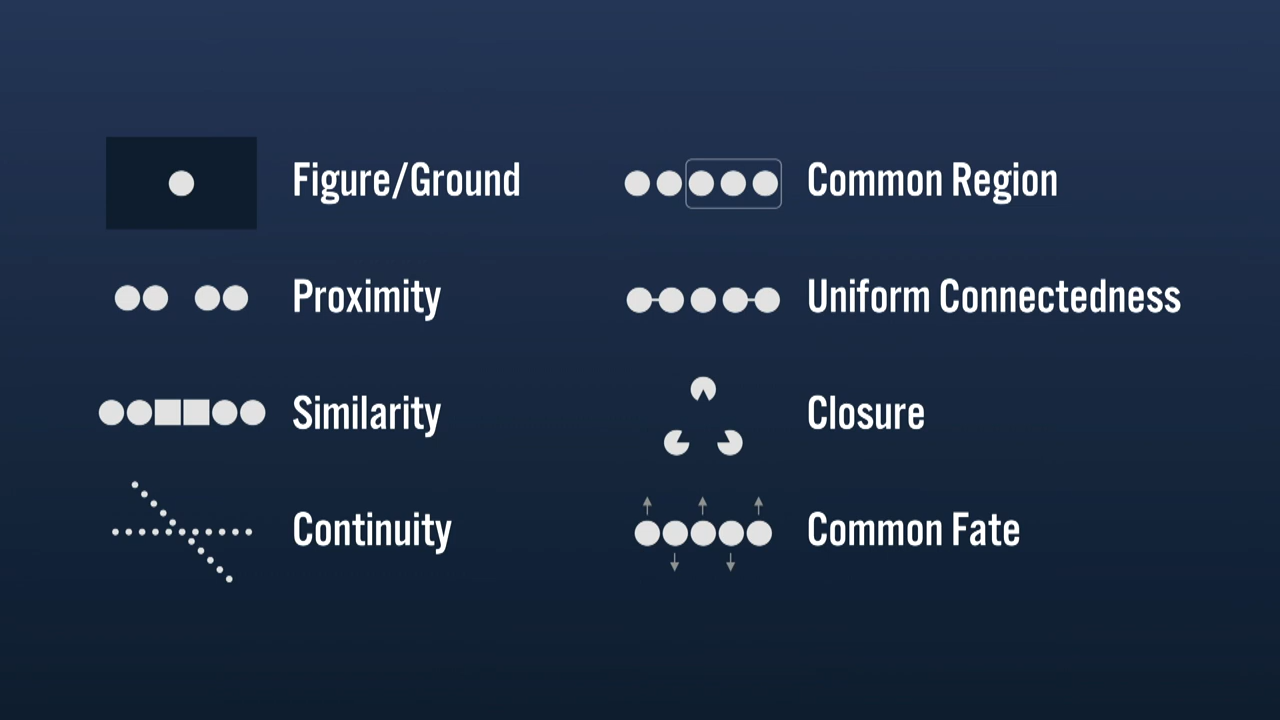 Figure/Ground
Proximity
Similarity
Continuity
Common Region
Uniform Connectedness
Closure
Common Fate